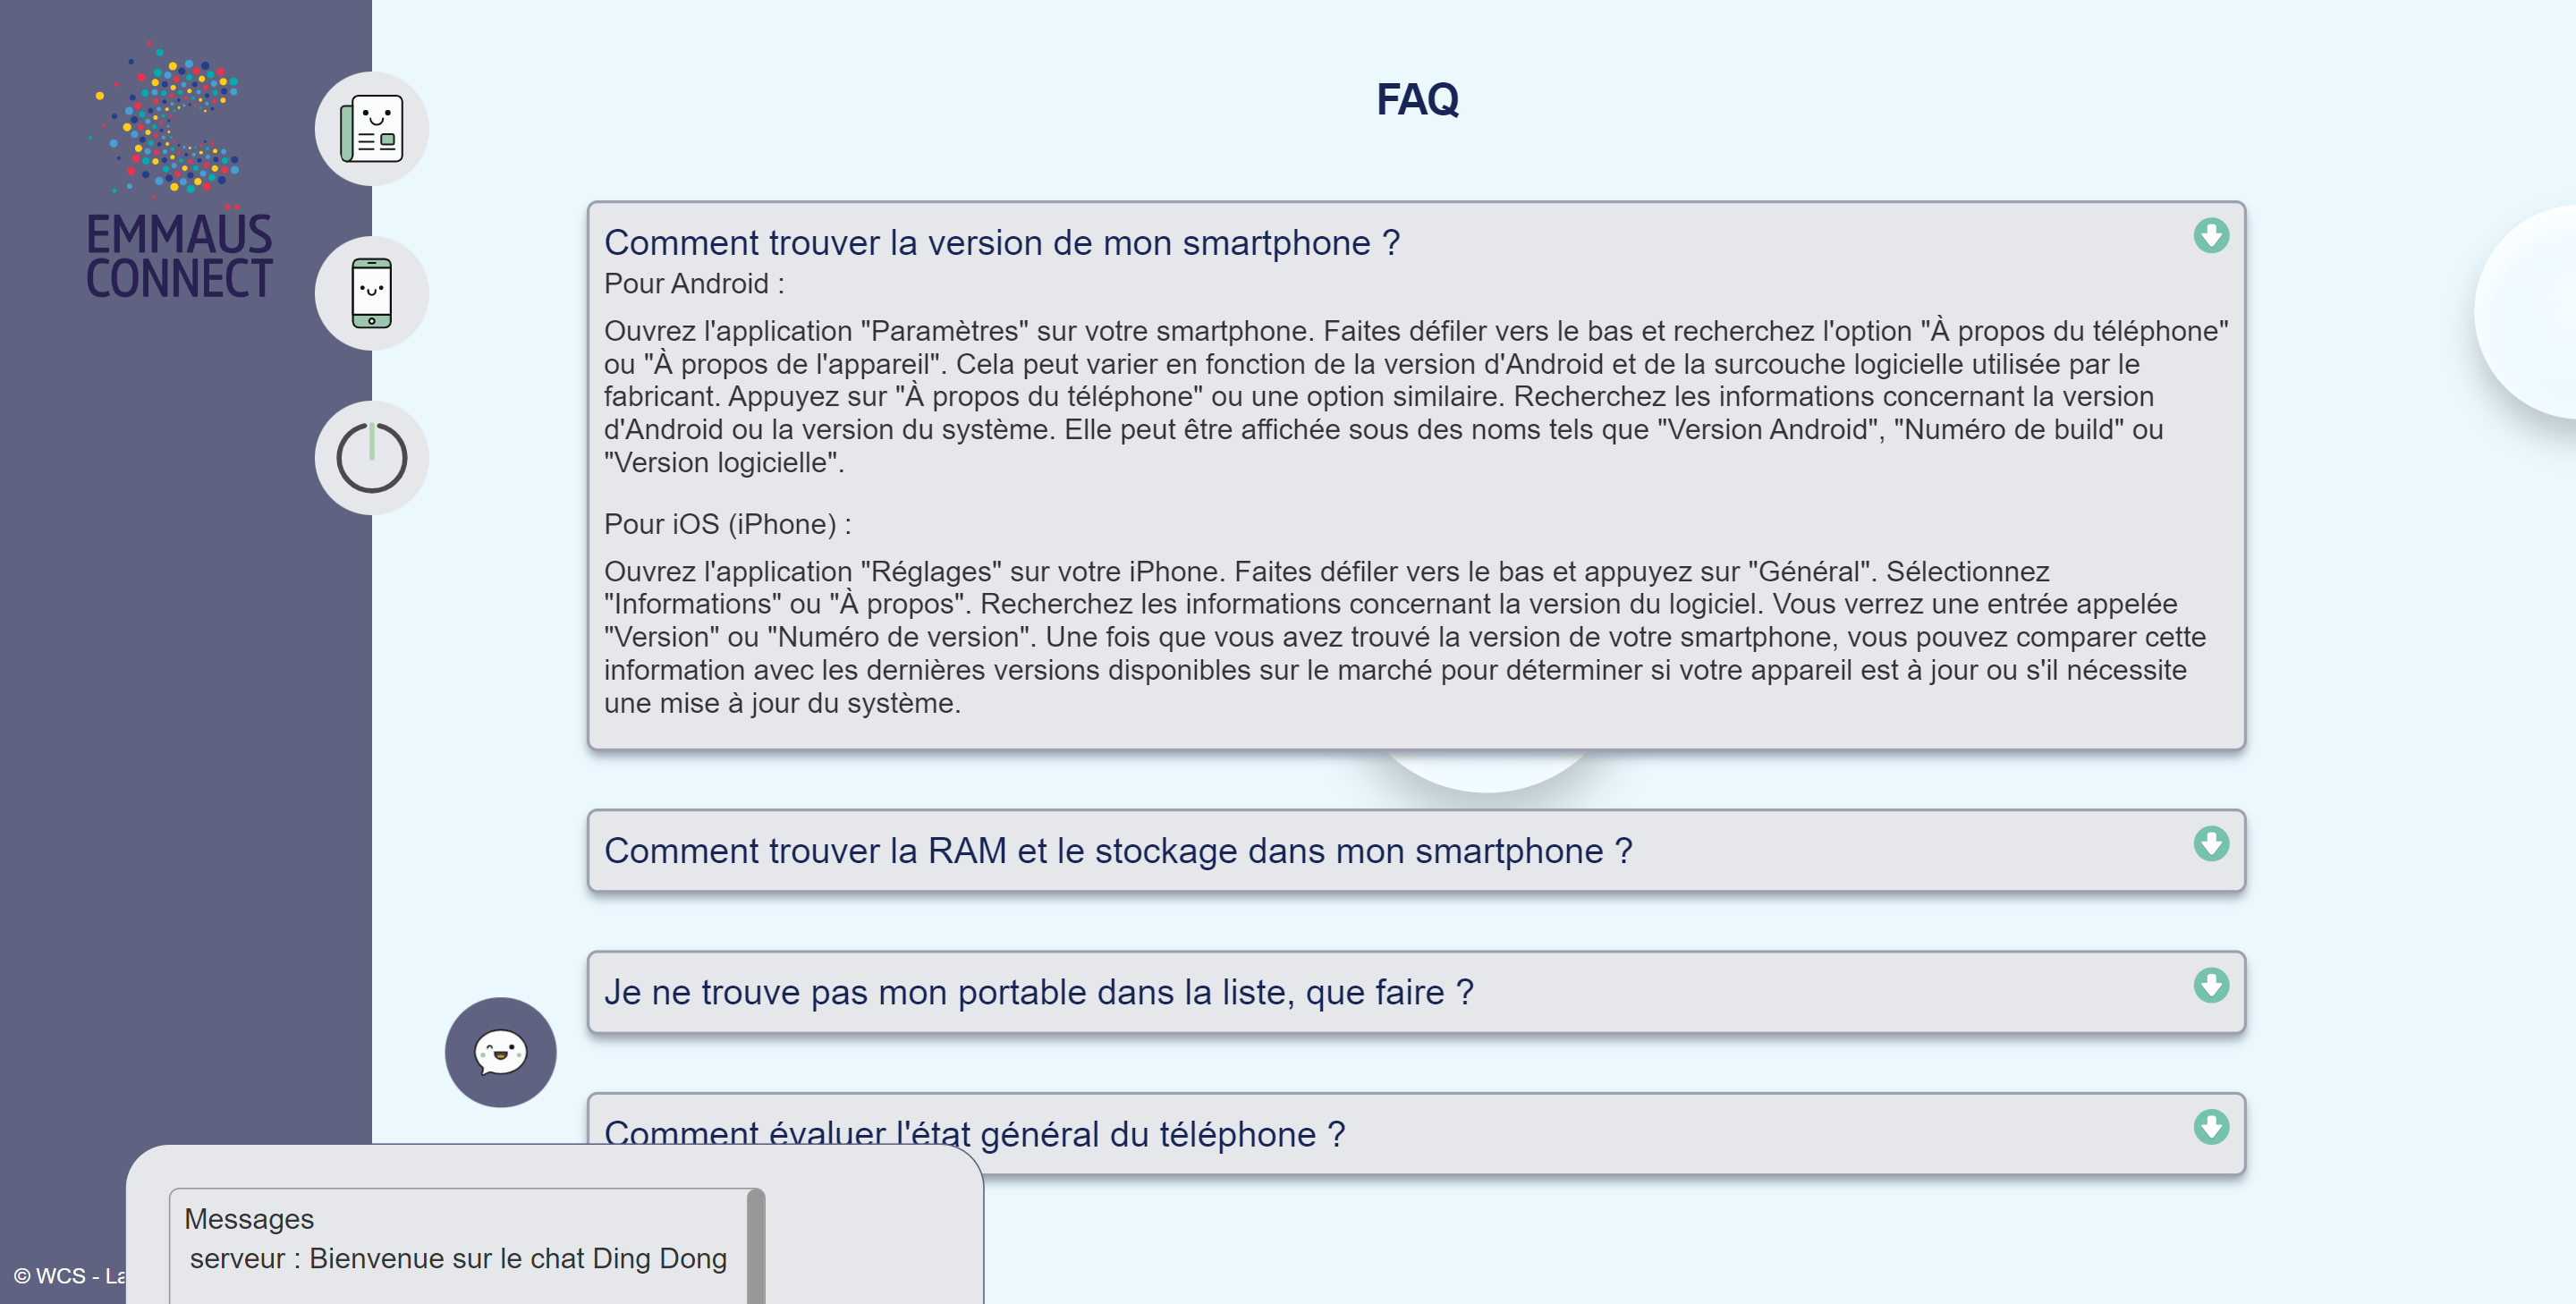 EMMAÜS
CONNECT
FAQ
Comment trouver la version de mon smartphone ?
Pour Android :
Ouvrez l'application "Paramètres" sur votre smartphone. Faites défiler vers le bas et recherchez l'option "À propos du téléphone"
ou "À propos de l'appareil". Cela peut varier en fonction de la version d'Android et de la surcouche logicielle utilisée par le
fabricant. Appuyez sur "À propos du téléphone" ou une option similaire. Recherchez les informations concernant la version
d'Android ou la version du système. Elle peut être affichée sous des noms tels que "Version Android", "Numéro de build" ou
"Version logicielle".
Pour iOS (iPhone) :
Ouvrez l'application "Réglages" sur votre iPhone. Faites défiler vers le bas et appuyez sur "Général". Sélectionnez
"Informations" ou "À propos". Recherchez les informations concernant la version du logiciel. Vous verrez une entrée appelée
"Version" ou "Numéro de version". Une fois que vous avez trouvé la version de votre smartphone, vous pouvez comparer cette
information avec les dernières versions disponibles sur le marché pour déterminer si votre appareil est à jour ou s'il nécessite
une mise à jour du système.
Comment trouver la RAM et le stockage dans mon smartphone ?
Je ne trouve pas mon portable dans la liste, que faire ?
Comment évaluer l'état général du téléphone ?
Messages
serveur : Bienvenue sur le chat Ding Dong
© WCS -